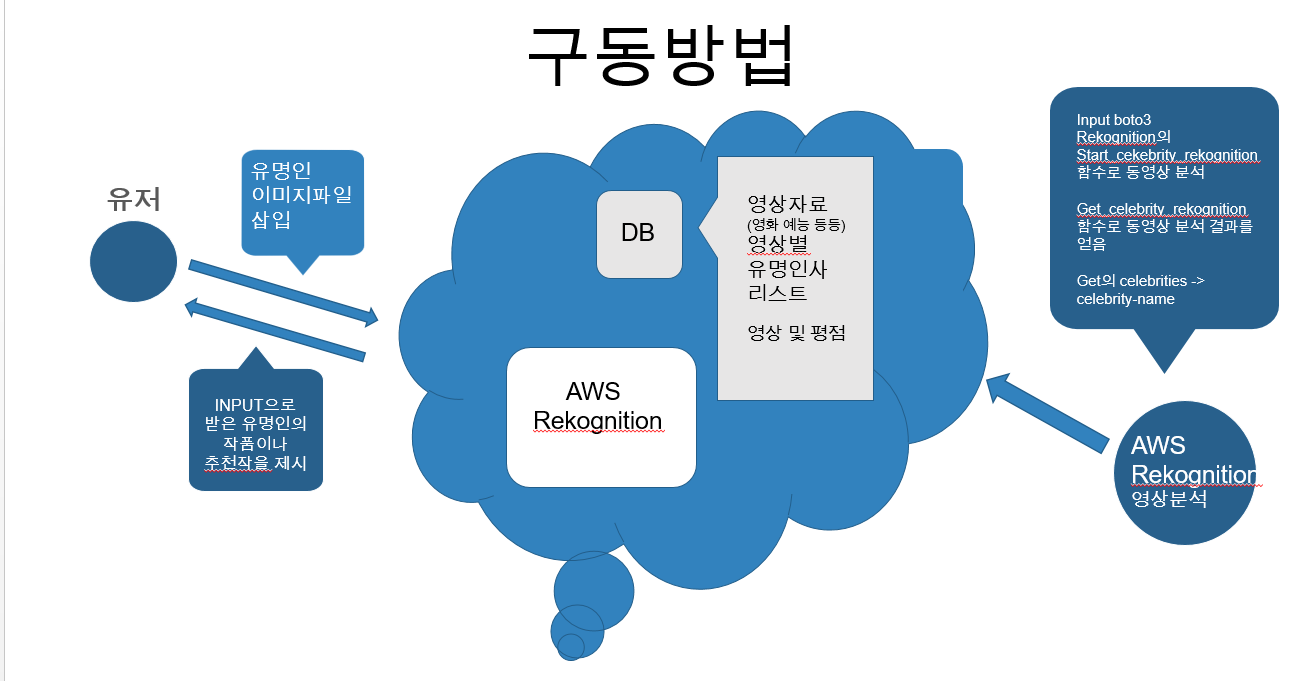 구동방법
유저
유명인
이미지파일
삽입
INPUT으로
받은 유명인의
작품이나
추천작을 제시
DB
영상자료
(영화 예능 등등)
영상별
유명인사
리스트
영상 및 평점
AWS
Rekognition
Input boto3
Rekognition의
Start_cekebrity_rekognition
함수로 동영상 분석
Get_celebrity_rekognition
함수로 동영상 분석 결과를
얻음
Get의 celebrities ->
celebrity-name
AWS
Rekognition
영상분석